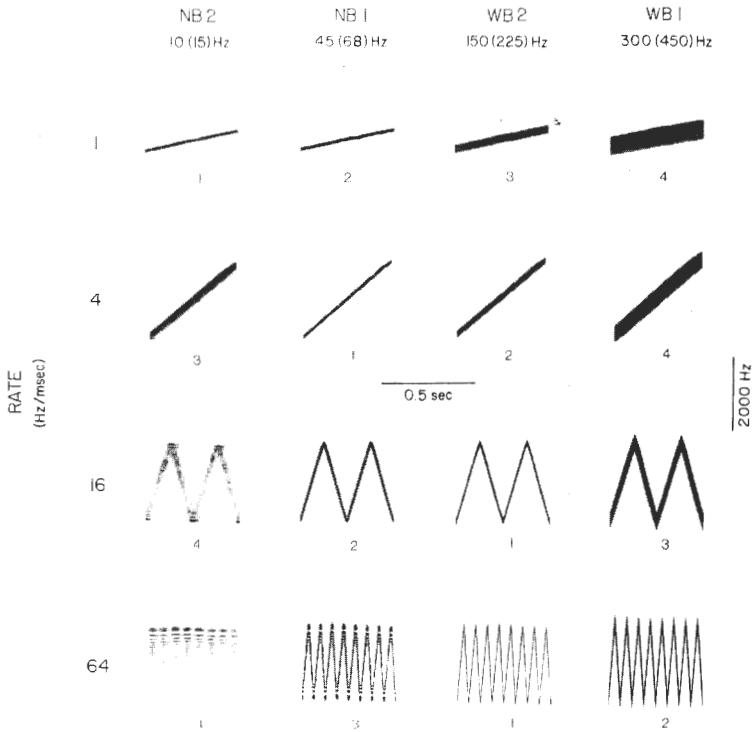 NB 2 NB 1 WB 2 WB 1
10 (15) Hz 45 (68) Hz 150 (225) Hz 300 (450) Hz
1
1 2 3 4
4
3 1 2 4
0.5 sec
2000 Hz
RATE
(Hz/msec)
16
4 2 1 3
64
3 1 2